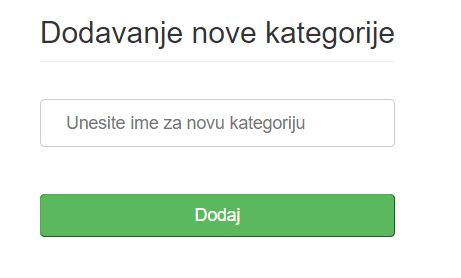 Dodavanje nove kategorije
Unesite ime za novu kategoriju
Dodaj